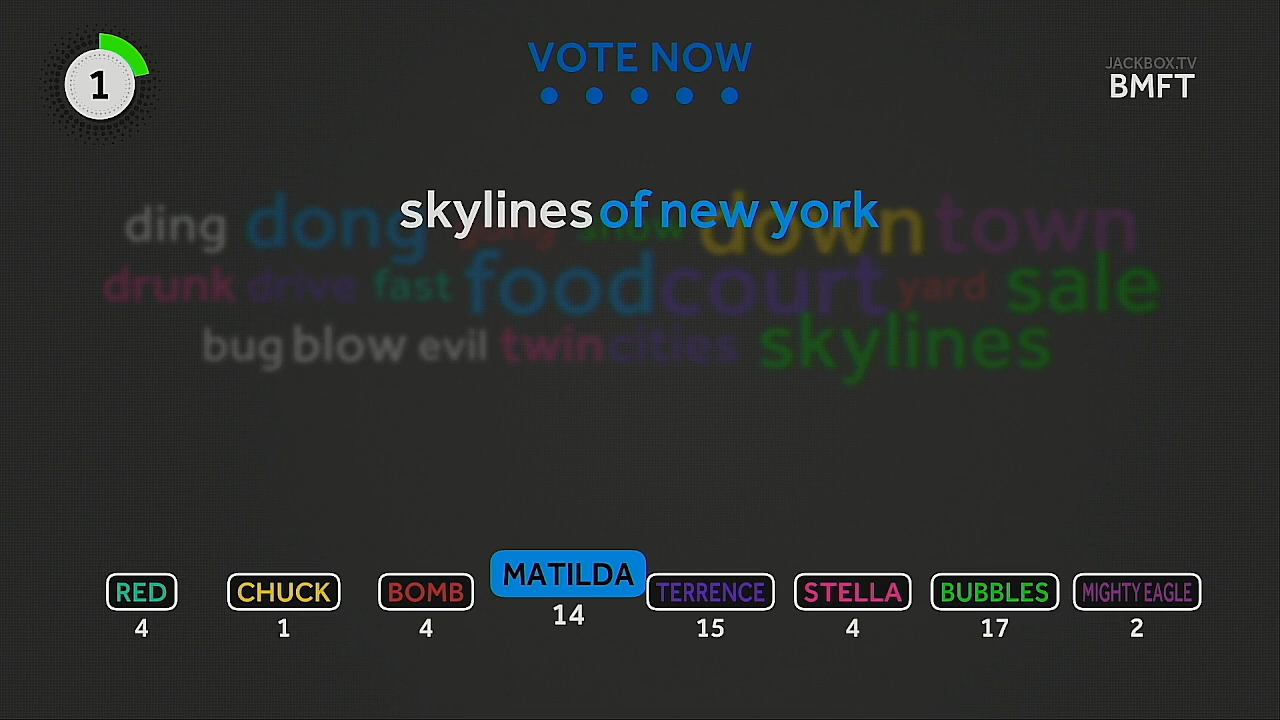 1
VOTE NOW
JACKBOX.TV
BMFT
skylines of new york
ding dong down town
drunk drive fast food court yard sale
bug blow evil twin cities skylines
RED CHUCK BOMB MATILDA TERRENCE STELLA BUBBLES MIGHTY EAGLE
4 1 4 14 15 4 17 2